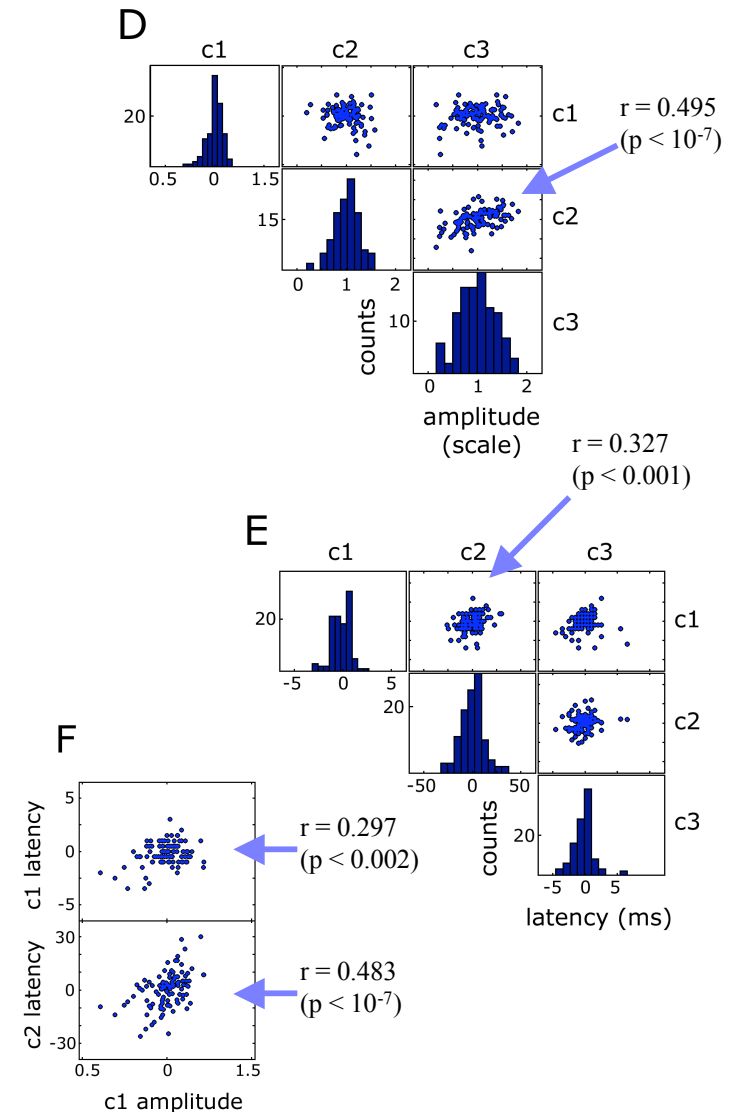 D
c1 c2 c3
20
c1
r = 0.495
(p < 10-7)
0.5 0 1.5
15
c2
0 1 2
counts
10
c3
0 1 2
amplitude
(scale)
r = 0.327
(p < 0.001)
E
c1 c2 c3
20
c1
-5 0 5
20
c2
-50 0 50
counts
20
c3
-5 0 5
latency (ms)
F
c1 latency
5
0
-5
r = 0.297
(p < 0.002)
c2 latency
30
0
-30
r = 0.483
(p < 10-7)
0.5 0 1.5
c1 amplitude